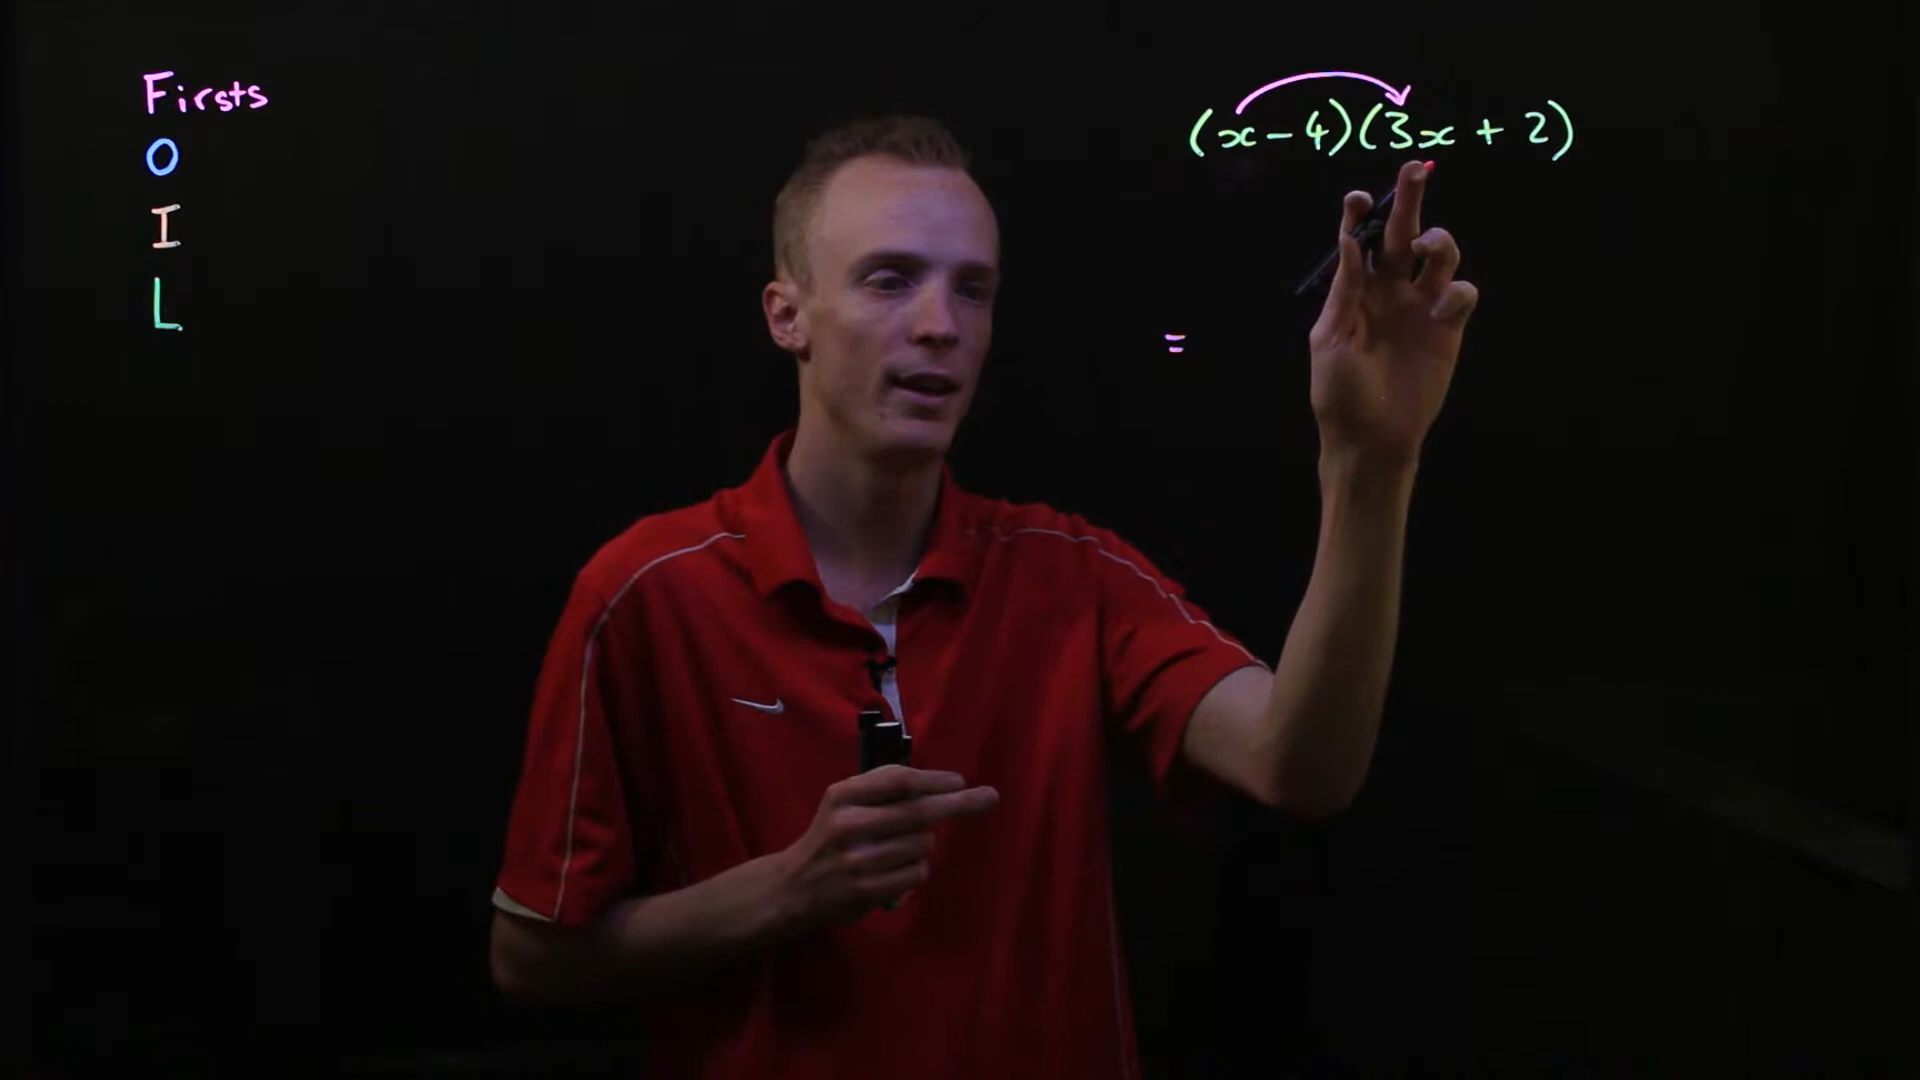 Firsts
O
I
L
(x-4)(3x + 2)
=